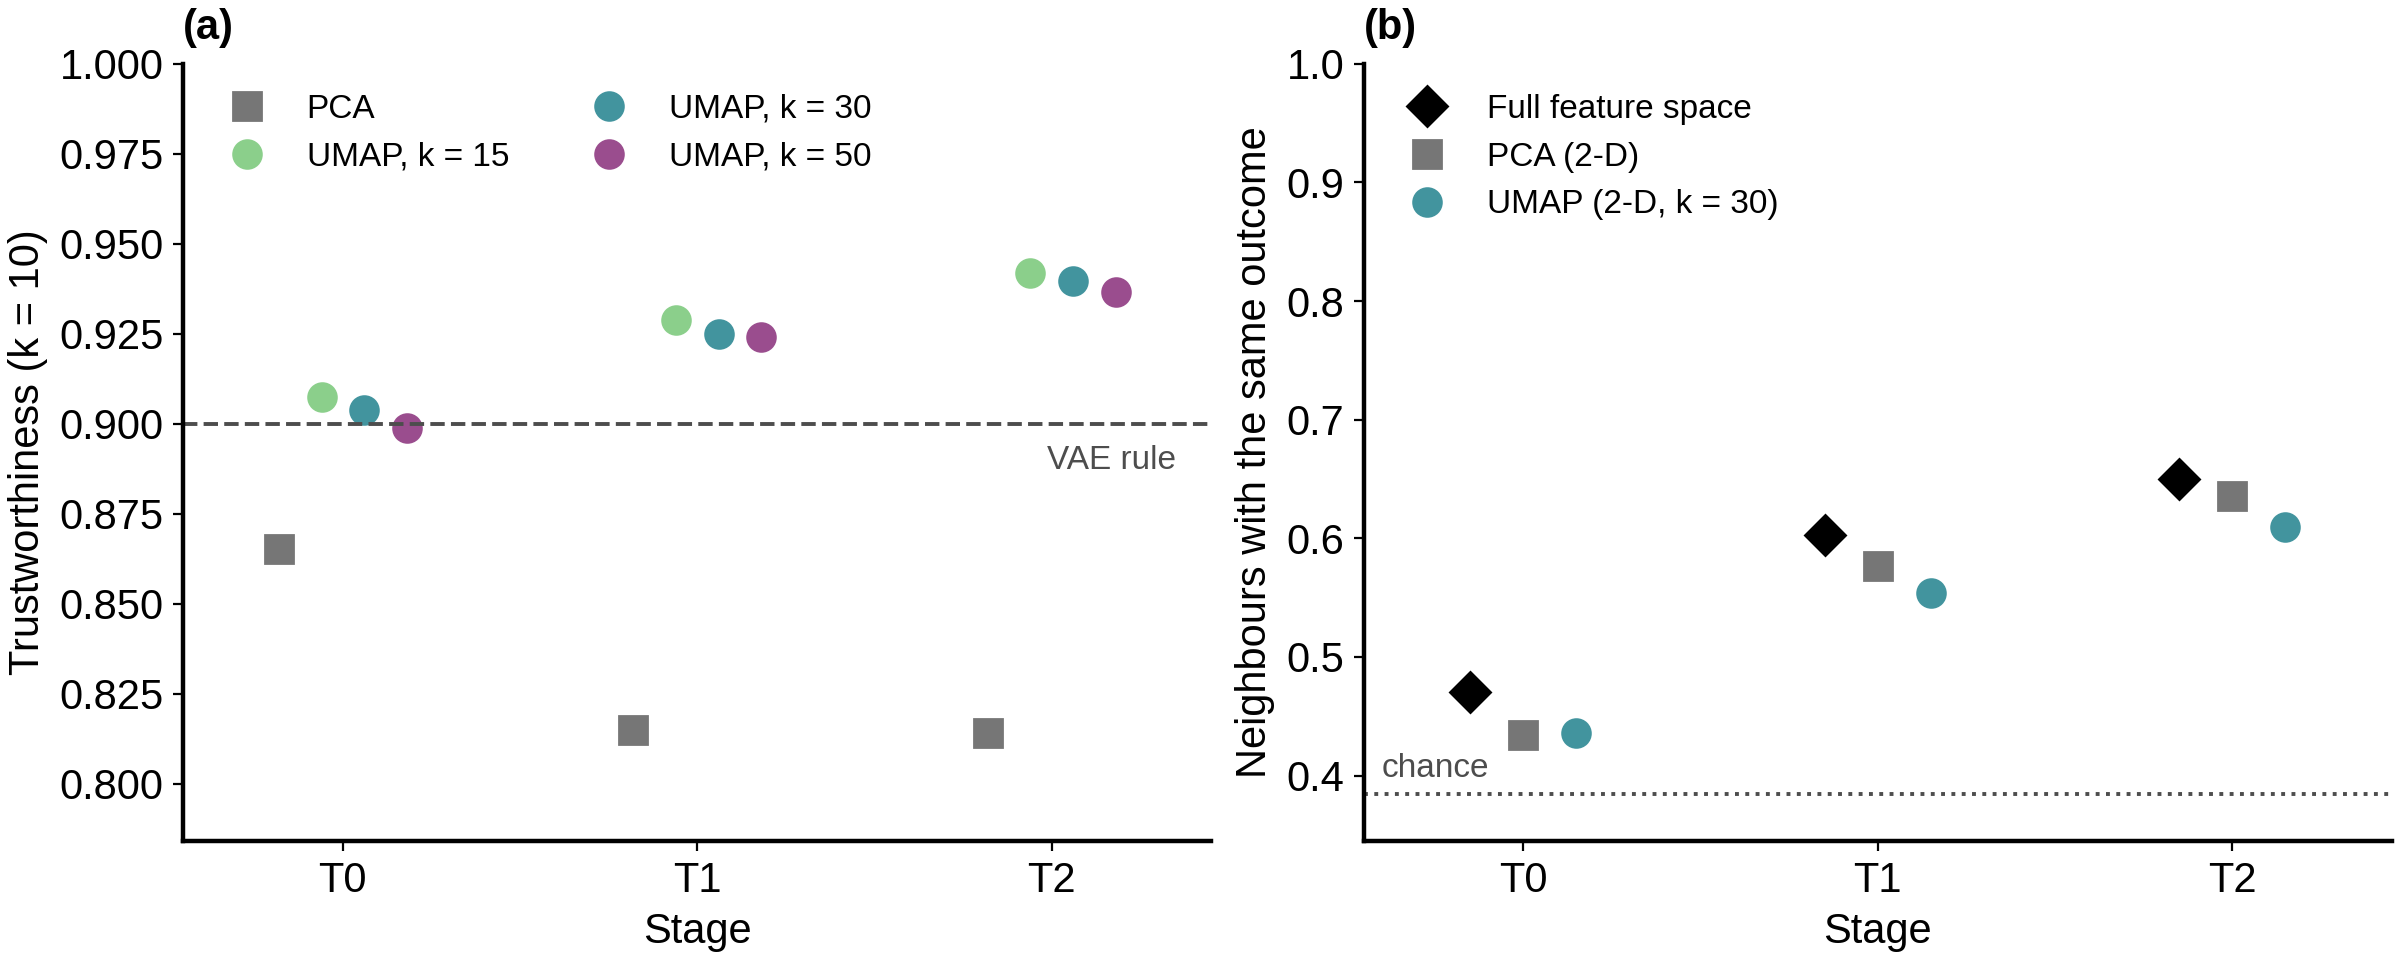 (a)
1.000
0.975
0.950
0.925
0.900
0.875
0.850
0.825
0.800
Trustworthiness (k = 10)
PCA
UMAP, k = 15
UMAP, k = 30
UMAP, k = 50
VAE rule
T0
T1
T2
Stage
(b)
1.0
0.9
0.8
0.7
0.6
0.5
0.4
Neighbours with the same outcome
Full feature space
PCA (2-D)
UMAP (2-D, k = 30)
chance
T0
T1
T2
Stage